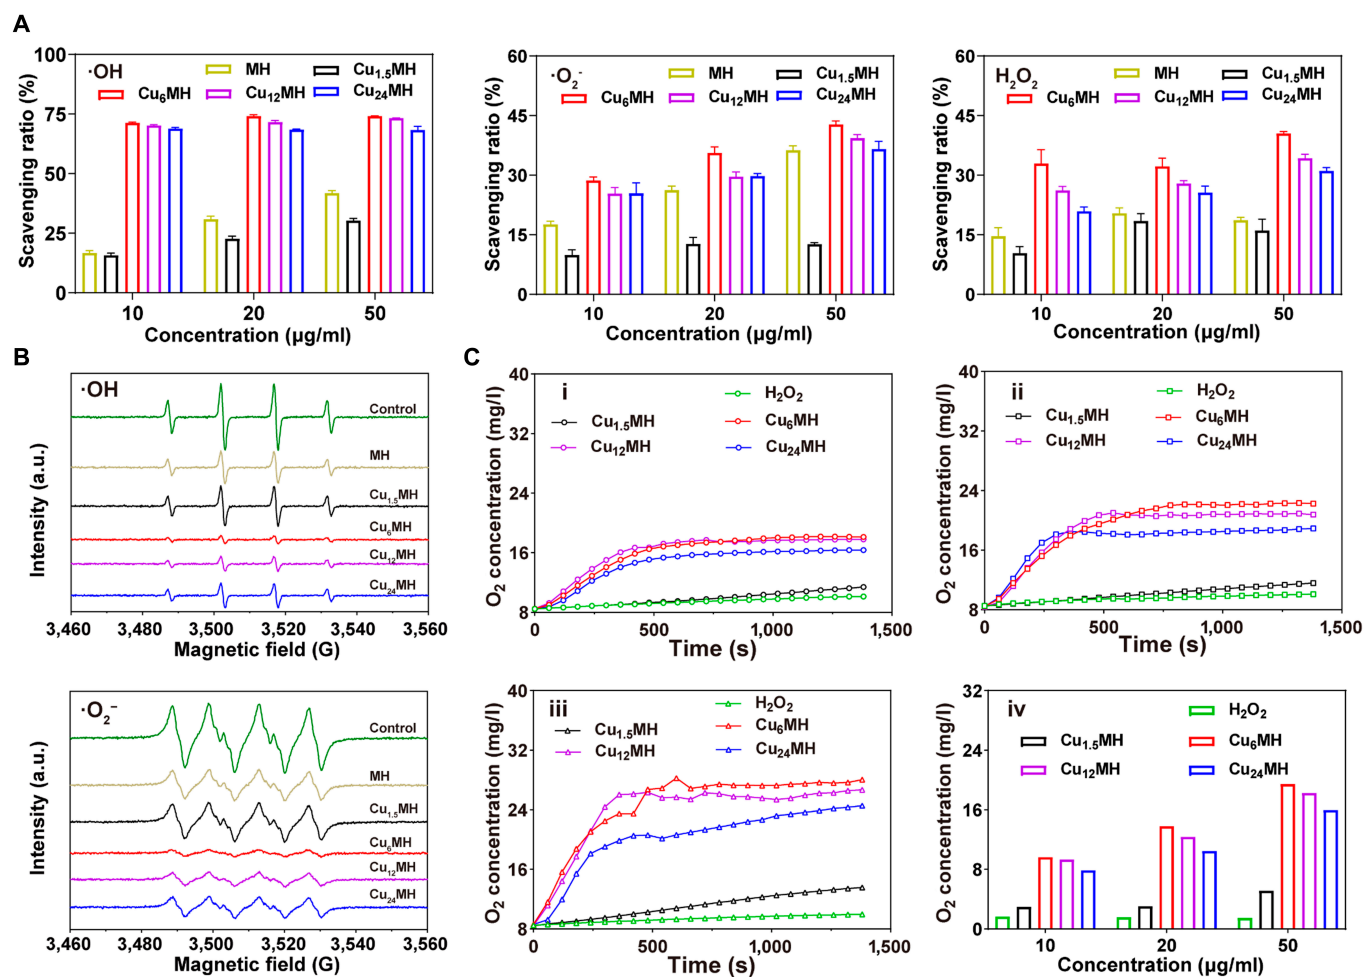 A
·OH
MH
Cu1.5MH
Cu6MH
Cu12MH
Cu24MH
Scavenging ratio (%)
100
75
50
25
0
10
20
50
Concentration (µg/ml)
·O2-
MH
Cu1.5MH
Cu6MH
Cu12MH
Cu24MH
Scavenging ratio (%)
60
45
30
15
0
10
20
50
Concentration (µg/ml)
H2O2
MH
Cu1.5MH
Cu6MH
Cu12MH
Cu24MH
Scavenging ratio (%)
60
45
30
15
0
10
20
50
Concentration (µg/ml)
B
·OH
Control
MH
Cu1.5MH
Cu6MH
Cu12MH
Cu24MH
Intensity (a.u.)
3,460
3,480
3,500
3,520
3,540
3,560
Magnetic field (G)
·O2−
Control
MH
Cu1.5MH
Cu6MH
Cu12MH
Cu24MH
Intensity (a.u.)
3,460
3,480
3,500
3,520
3,540
3,560
Magnetic field (G)
C
i
H2O2
Cu1.5MH
Cu6MH
Cu12MH
Cu24MH
O2 concentration (mg/l)
40
32
24
16
8
0
500
1,000
1,500
Time (s)
ii
H2O2
Cu1.5MH
Cu6MH
Cu12MH
Cu24MH
O2 concentration (mg/l)
40
32
24
16
8
0
500
1,000
1,500
Time (s)
iii
H2O2
Cu1.5MH
Cu6MH
Cu12MH
Cu24MH
O2 concentration (mg/l)
40
32
24
16
8
0
500
1,000
1,500
Time (s)
iv
H2O2
Cu1.5MH
Cu6MH
Cu12MH
Cu24MH
O2 concentration (mg/l)
32
24
16
8
0
10
20
50
Concentration (µg/ml)